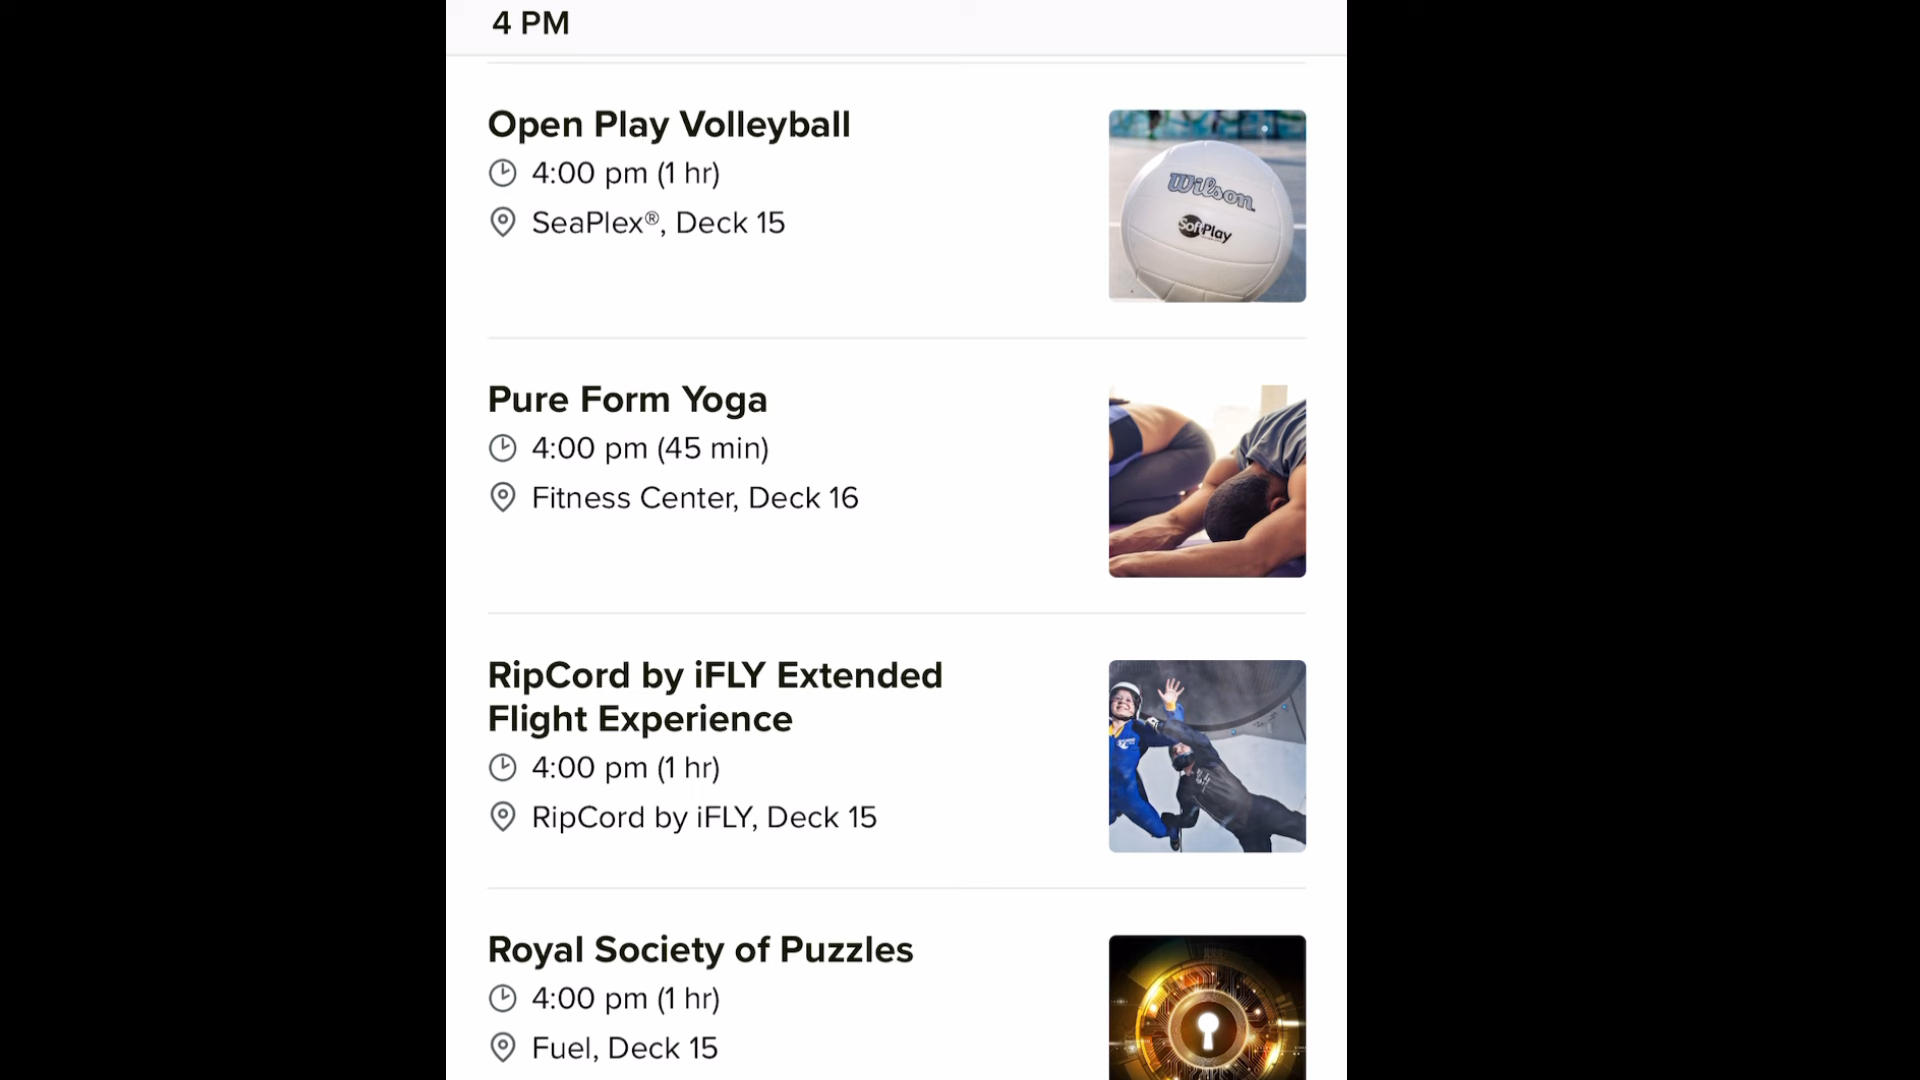 4 PM
Open Play Volleyball
4:00 pm (1 hr)
SeaPlex®, Deck 15
Wilson
SoftPlay
Pure Form Yoga
4:00 pm (45 min)
Fitness Center, Deck 16
RipCord by iFLY Extended
Flight Experience
4:00 pm (1 hr)
RipCord by iFLY, Deck 15
Royal Society of Puzzles
4:00 pm (1 hr)
Fuel, Deck 15